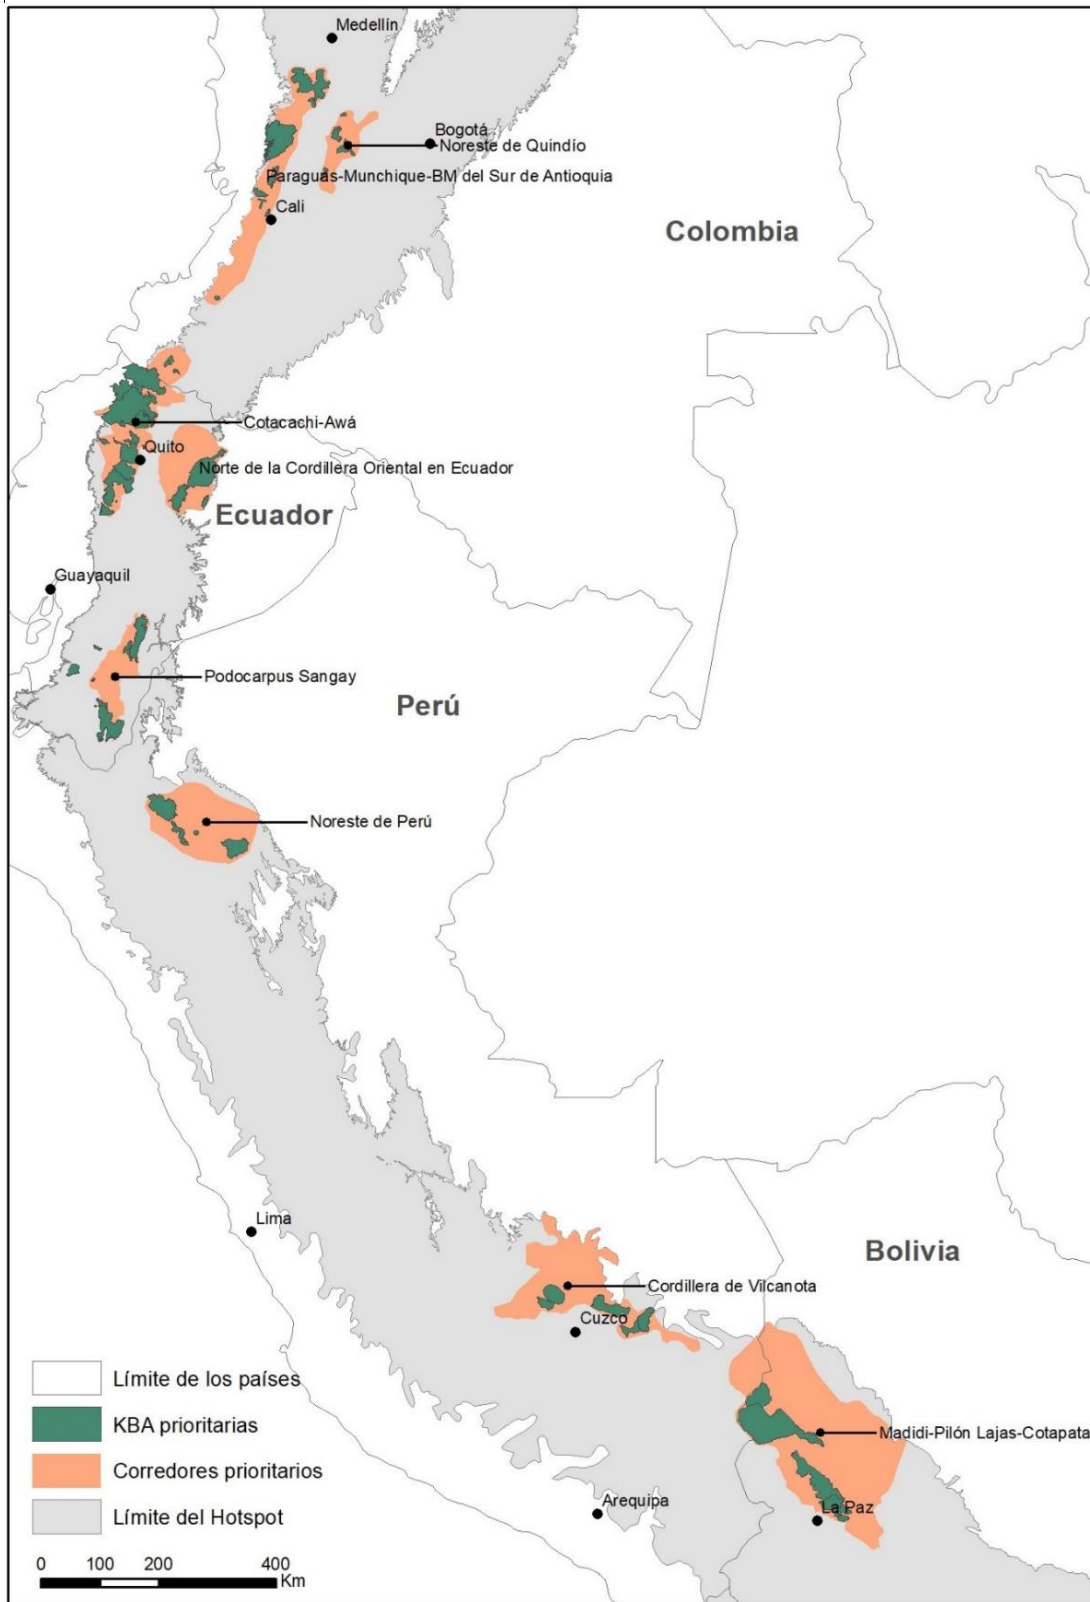 Medellín
Bogotá
Noreste de Quindío
Paraguas-Munchique-BM del Sur de Antioquia
Cali
Colombia
Cotacachi-Awá
Quito
Norte de la Cordillera Oriental en Ecuador
Ecuador
Guayaquil
Podocarpus Sangay
Perú
Noreste de Perú
Lima
Bolivia
Cordillera de Vilcanota
Cuzco
Madidi-Pilón Lajas-Cotapata
Arequipa
La Paz
Límite de los países
KBA prioritarias
Corredores prioritarios
Límite del Hotspot
0 100 200 400
Km